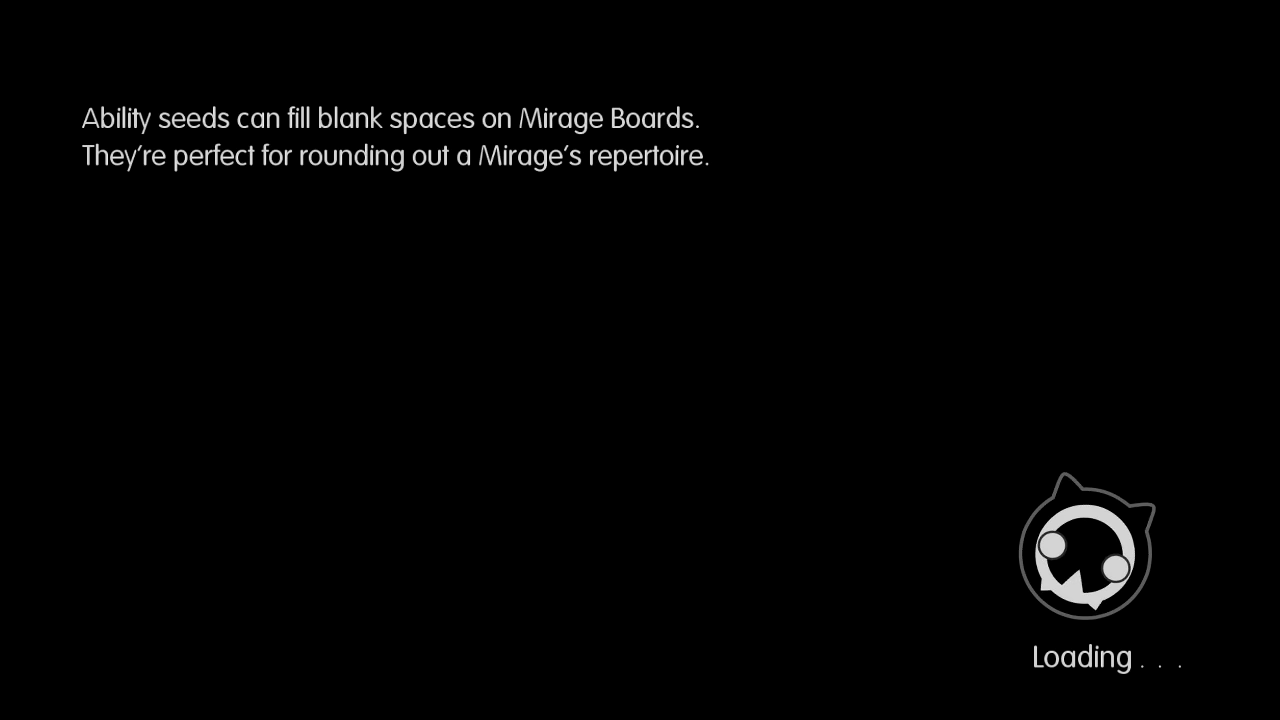 Ability seeds can fill blank spaces on Mirage Boards.
They’re perfect for rounding out a Mirage’s repertoire.
Loading . . .